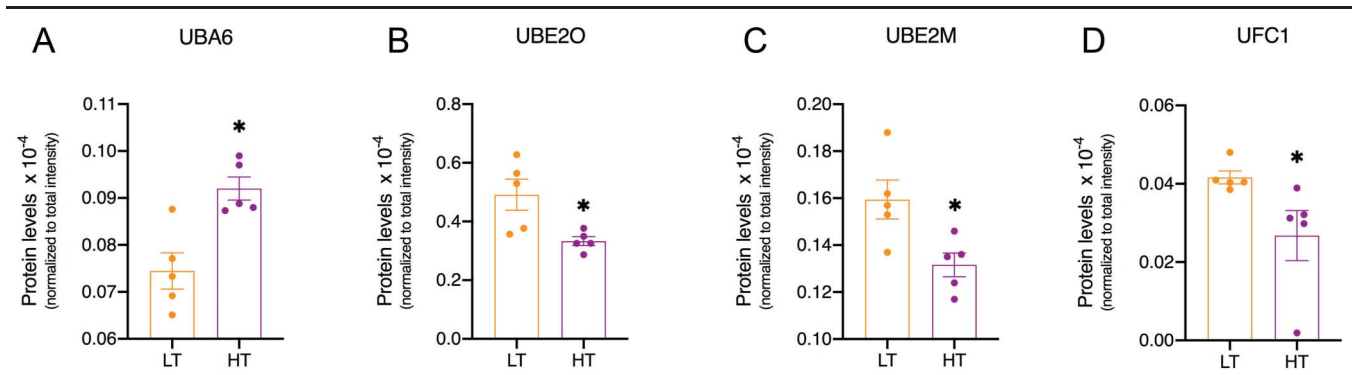 A UBA6
B UBE2O
C UBE2M
D UFC1
Protein levels x 10-4
(normalized to total intensity)
0.11
0.10
0.09
0.08
0.07
0.06
*
LT HT
Protein levels x 10-4
(normalized to total intensity)
0.8
0.6
0.4
0.2
0.0
*
LT HT
Protein levels x 10-4
(normalized to total intensity)
0.20
0.18
0.16
0.14
0.12
0.10
*
LT HT
Protein levels x 10-4
(normalized to total intensity)
0.06
0.04
0.02
0.00
*
LT HT